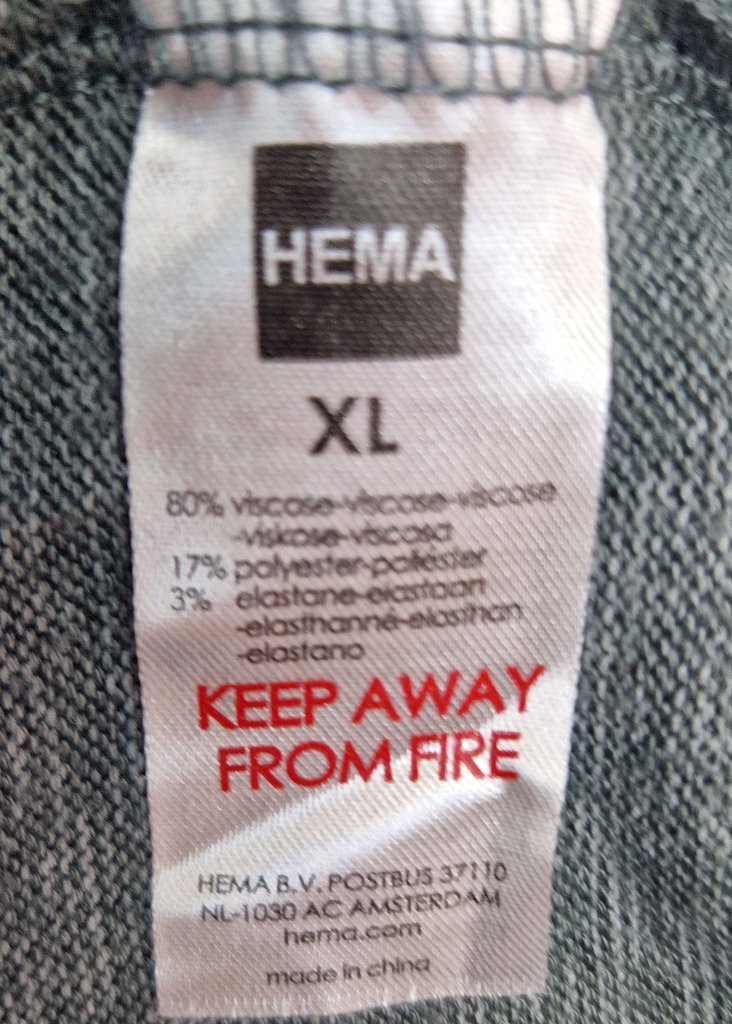 HEMA
XL
80% viscose-viscose-viscose
-viskose-viscosa
17% polyester-poliéster
3% elastane-elastaan
-elasthanné-elasthan
-elastano
KEEP AWAY
FROM FIRE
HEMA B.V. POSTBUS 37110
NL-1030 AC AMSTERDAM
hema.com
made in china